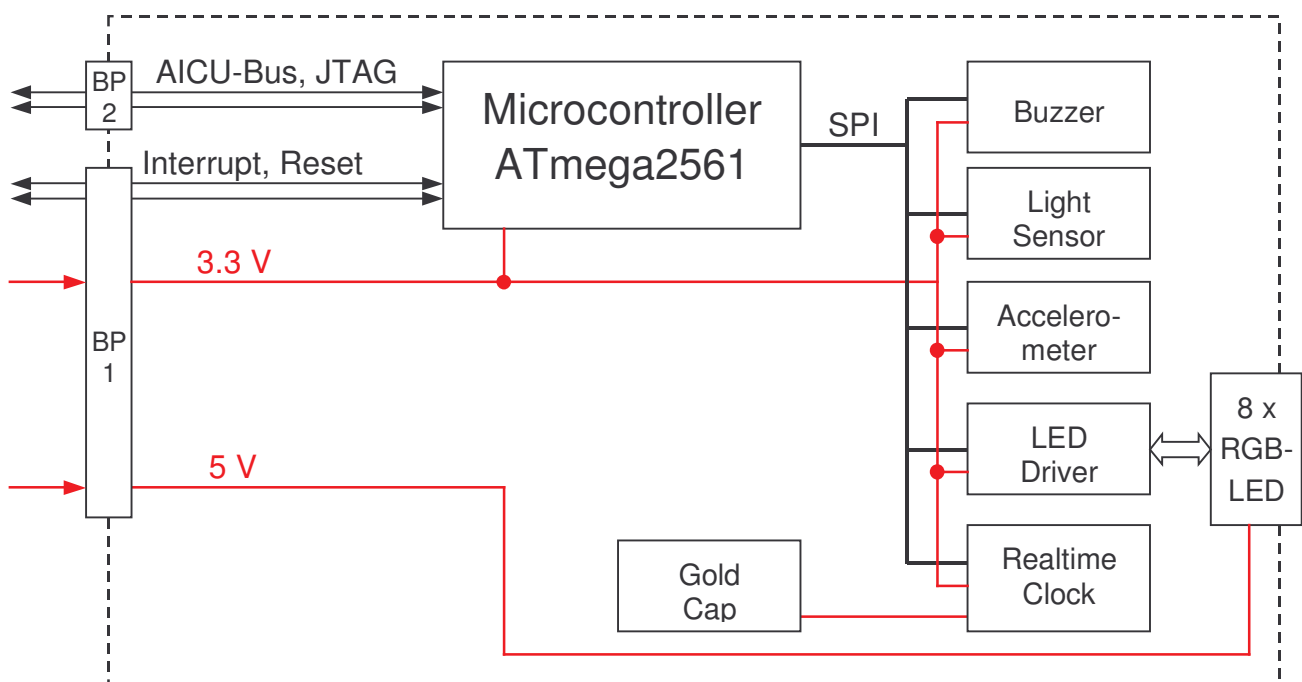 BP
2
AICU-Bus, JTAG
Microcontroller
ATmega2561
SPI
Buzzer
Interrupt, Reset
Light
Sensor
3.3 V
Accelero-
meter
BP
1
8 x
RGB-
LED
LED
Driver
5 V
Gold
Cap
Realtime
Clock